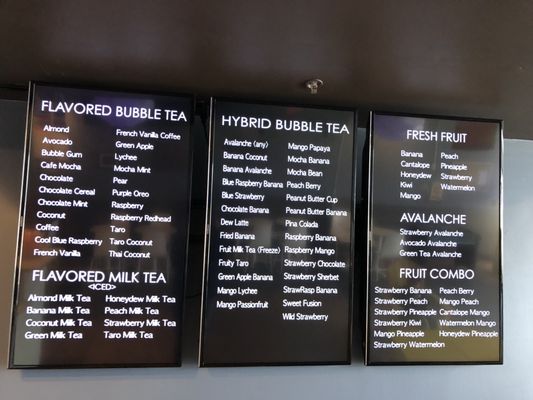 FLAVORED BUBBLE TEA
Almond
Avocado
Bubble Gum
Cafe Mocha
Chocolate
Chocolate Cereal
Chocolate Mint
Coconut
Coffee
Cool Blue Raspberry
French Vanilla
French Vanilla Coffee
Green Apple
Lychee
Mocha Mint
Pear
Purple Oreo
Raspberry
Raspberry Redhead
Taro
Taro Coconut
Thai Coconut
FLAVORED MILK TEA
<ICED>
Almond Milk Tea
Banana Milk Tea
Coconut Milk Tea
Green Milk Tea
Honeydew Milk Tea
Peach Milk Tea
Strawberry Milk Tea
Taro Milk Tea
HYBRID BUBBLE TEA
Avalanche (any)
Banana Coconut
Banana Avalanche
Blue Raspberry Banana
Blue Strawberry
Chocolate Banana
Dew Latte
Fried Banana
Fruit Milk Tea (Freeze)
Fruity Taro
Green Apple Banana
Mango Lychee
Mango Passionfruit
Mango Papaya
Mocha Banana
Mocha Bean
Peach Berry
Peanut Butter Cup
Peanut Butter Banana
Pina Colada
Raspberry Banana
Raspberry Mango
Strawberry Chocolate
Strawberry Sherbet
StrawRasp Banana
Sweet Fusion
Wild Strawberry
FRESH FRUIT
Banana
Cantalope
Honeydew
Kiwi
Mango
Peach
Pineapple
Strawberry
Watermelon
AVALANCHE
Strawberry Avalanche
Avocado Avalanche
Green Tea Avalanche
FRUIT COMBO
Strawberry Banana
Strawberry Peach
Strawberry Pineapple
Strawberry Kiwi
Mango Pineapple
Strawberry Watermelon
Peach Berry
Mango Peach
Cantalope Mango
Watermelon Mango
Honeydew Pineapple